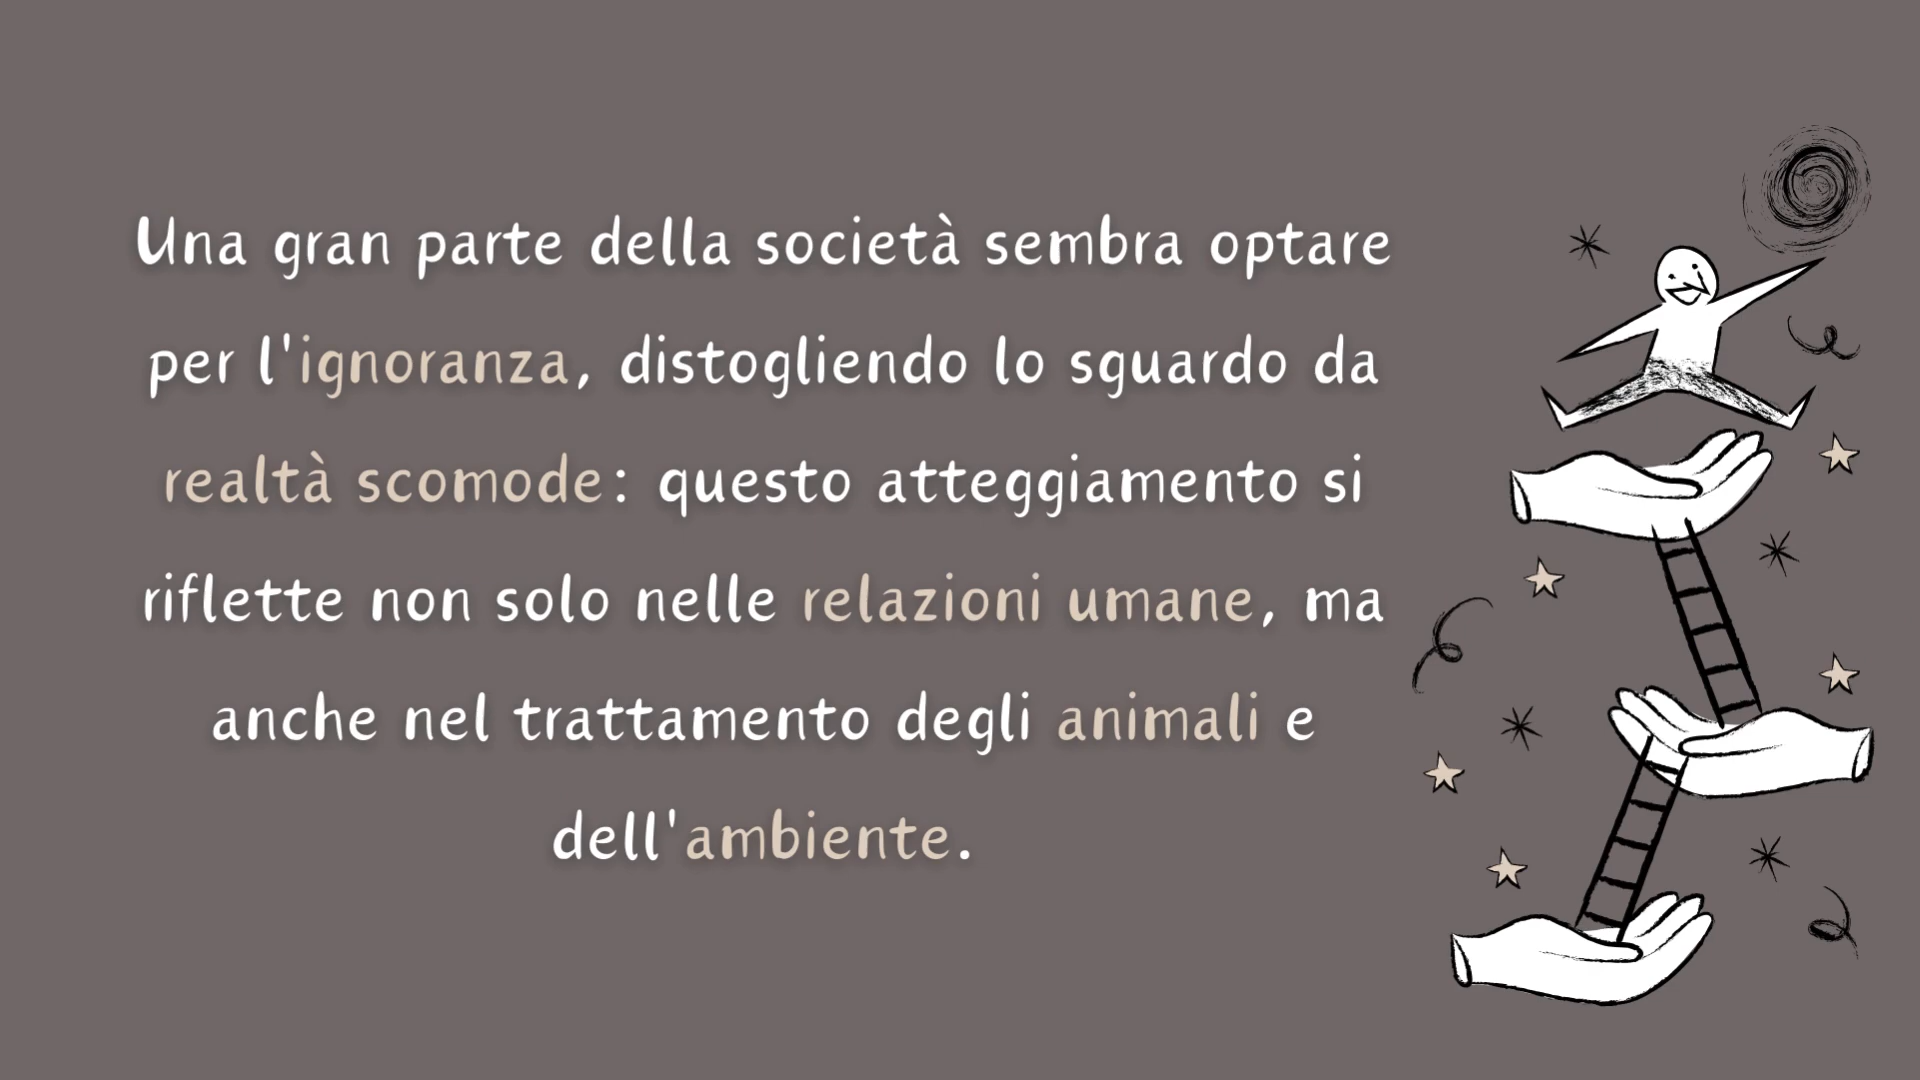 Una gran parte della società sembra optare
per l'ignoranza, distogliendo lo sguardo da
realtà scomode: questo atteggiamento si
riflette non solo nelle relazioni umane, ma
anche nel trattamento degli animali e
dell'ambiente.